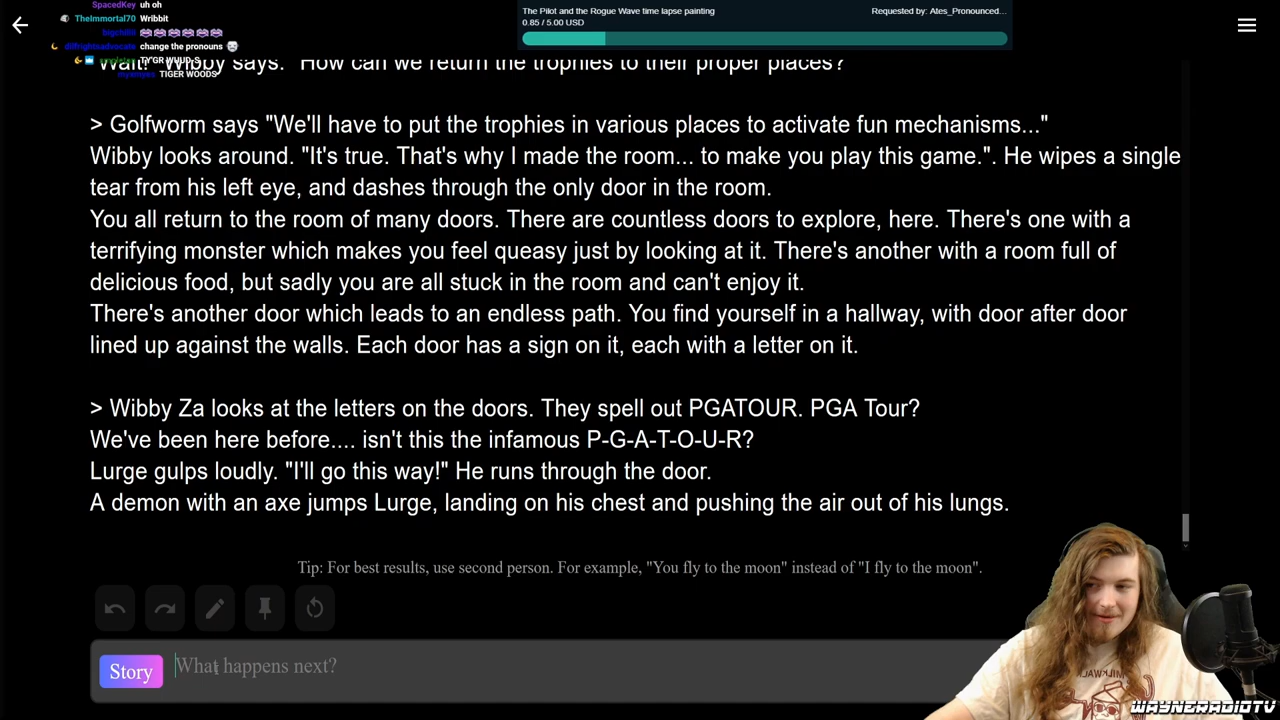 SpacedKey uh oh
TheImmortal70 Wribbit
bigchilli
dilfrightsadvocate change the pronouns
TY'GR WUUD-S
TIGER WOODS
The Pilot and the Rogue Wave time lapse painting
Requested by: Ates_Pronounced...
0.85 / 5.00 USD
"Wait!" Wibby says. "How can we return the trophies to their proper places?"
> Golfworm says "We'll have to put the trophies in various places to activate fun mechanisms..."
Wibby looks around. "It's true. That's why I made the room... to make you play this game.". He wipes a single
tear from his left eye, and dashes through the only door in the room.
You all return to the room of many doors. There are countless doors to explore, here. There's one with a
terrifying monster which makes you feel queasy just by looking at it. There's another with a room full of
delicious food, but sadly you are all stuck in the room and can't enjoy it.
There's another door which leads to an endless path. You find yourself in a hallway, with door after door
lined up against the walls. Each door has a sign on it, each with a letter on it.
> Wibby Za looks at the letters on the doors. They spell out PGATOUR. PGA Tour?
We've been here before.... isn't this the infamous P-G-A-T-O-U-R?
Lurge gulps loudly. "I'll go this way!" He runs through the door.
A demon with an axe jumps Lurge, landing on his chest and pushing the air out of his lungs.
Tip: For best results, use second person. For example, "You fly to the moon" instead of "I fly to the moon".
Story
What happens next?
MILKWALK
WAYNERADIOTV